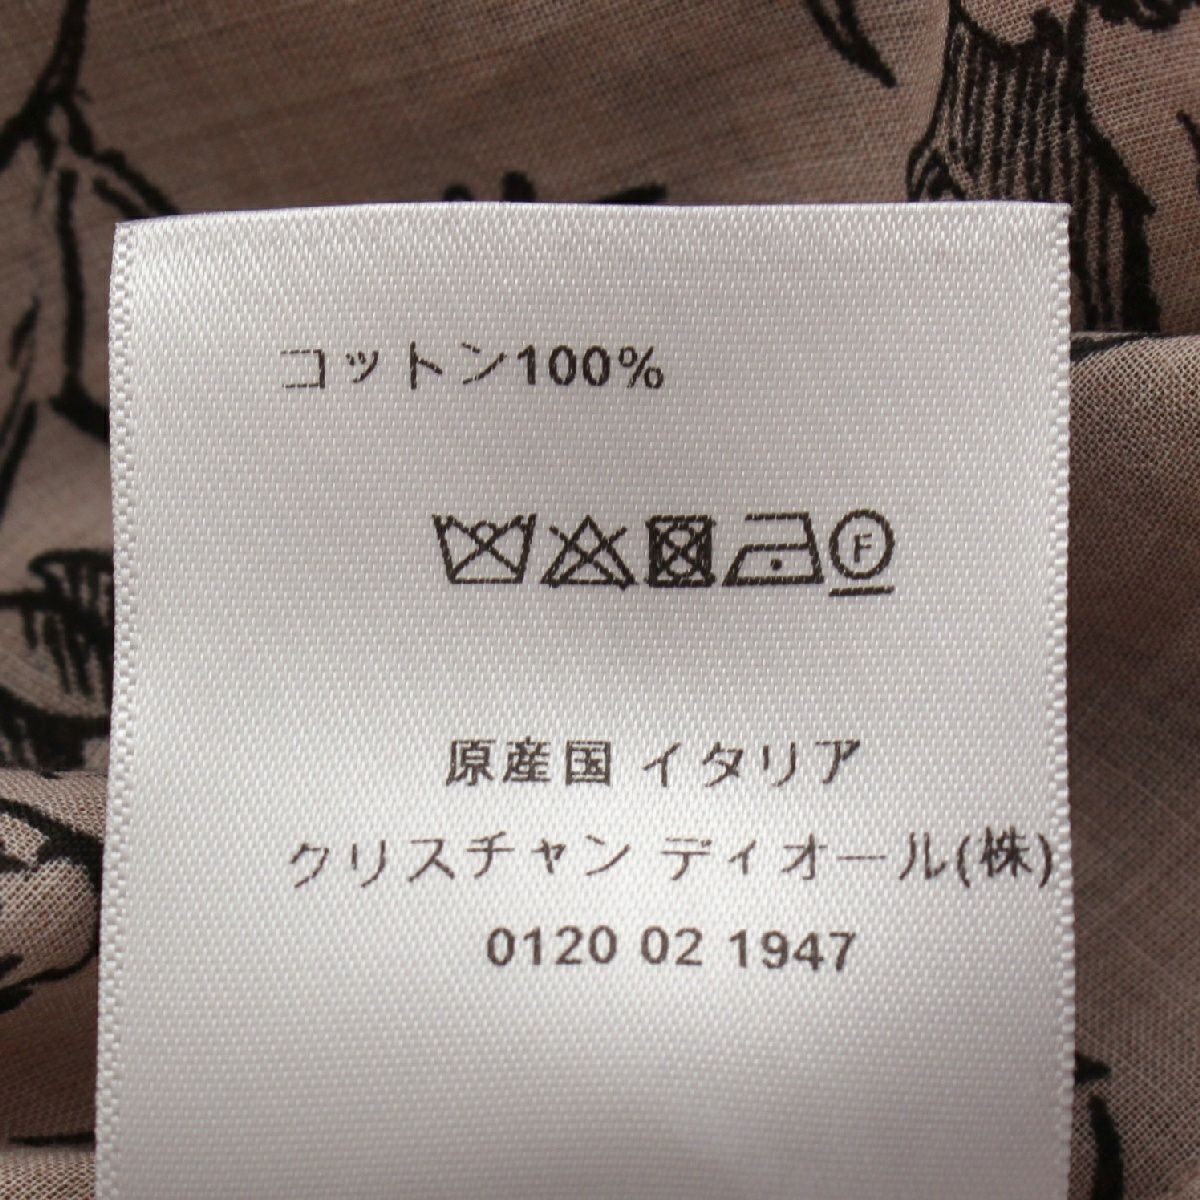 コットン100%
F
原産国 イタリア
クリスチャン ディオール(株)
0120 02 1947